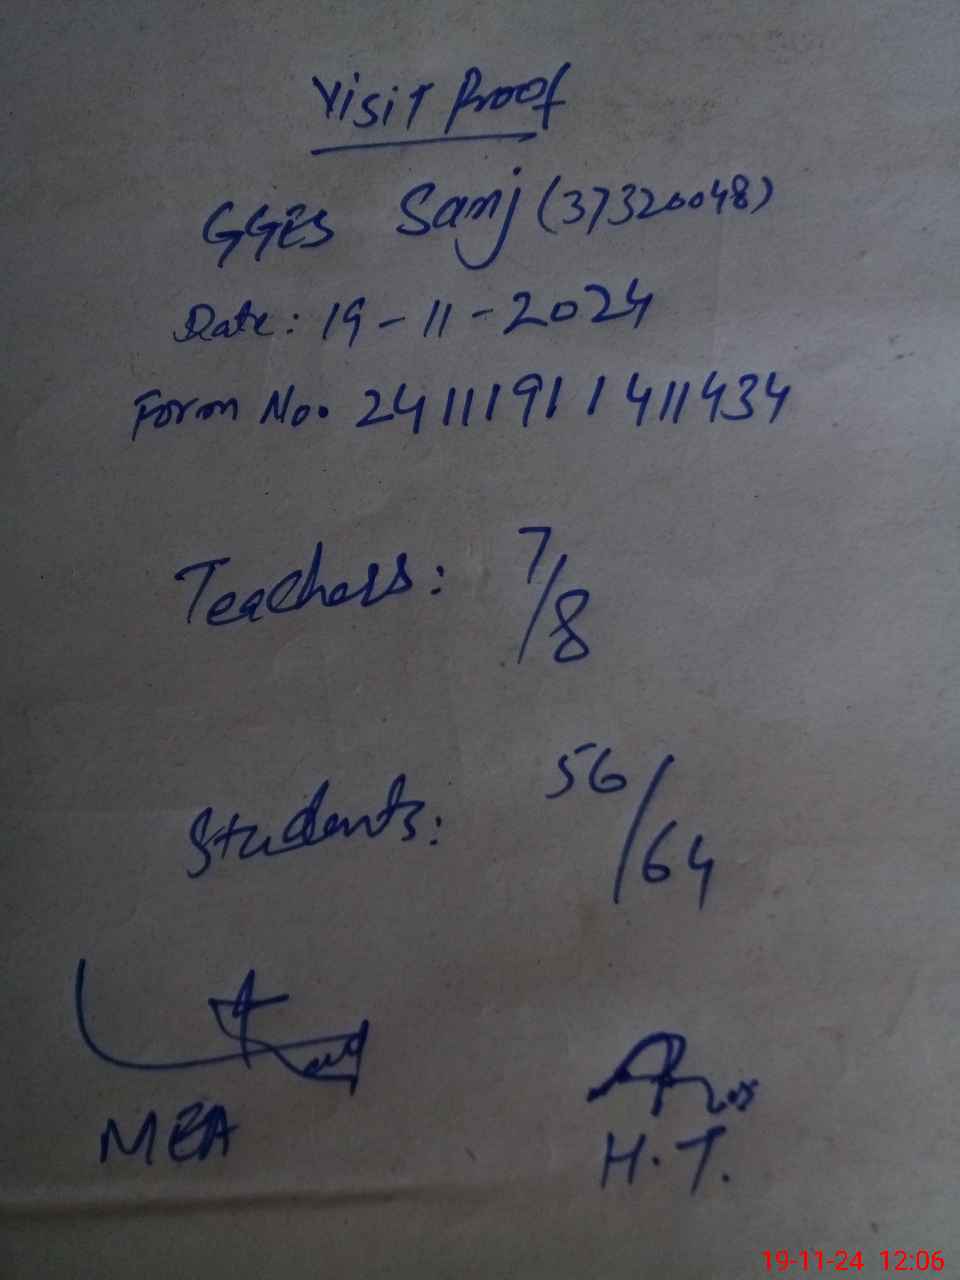 Visit Proof
GGES Sanj (37320048)
Date: 19-11-2024
Form No. 24111911411434
Teachers: 7/8
Students: 56/64
MEA
H.T.
19-11-24 12:06